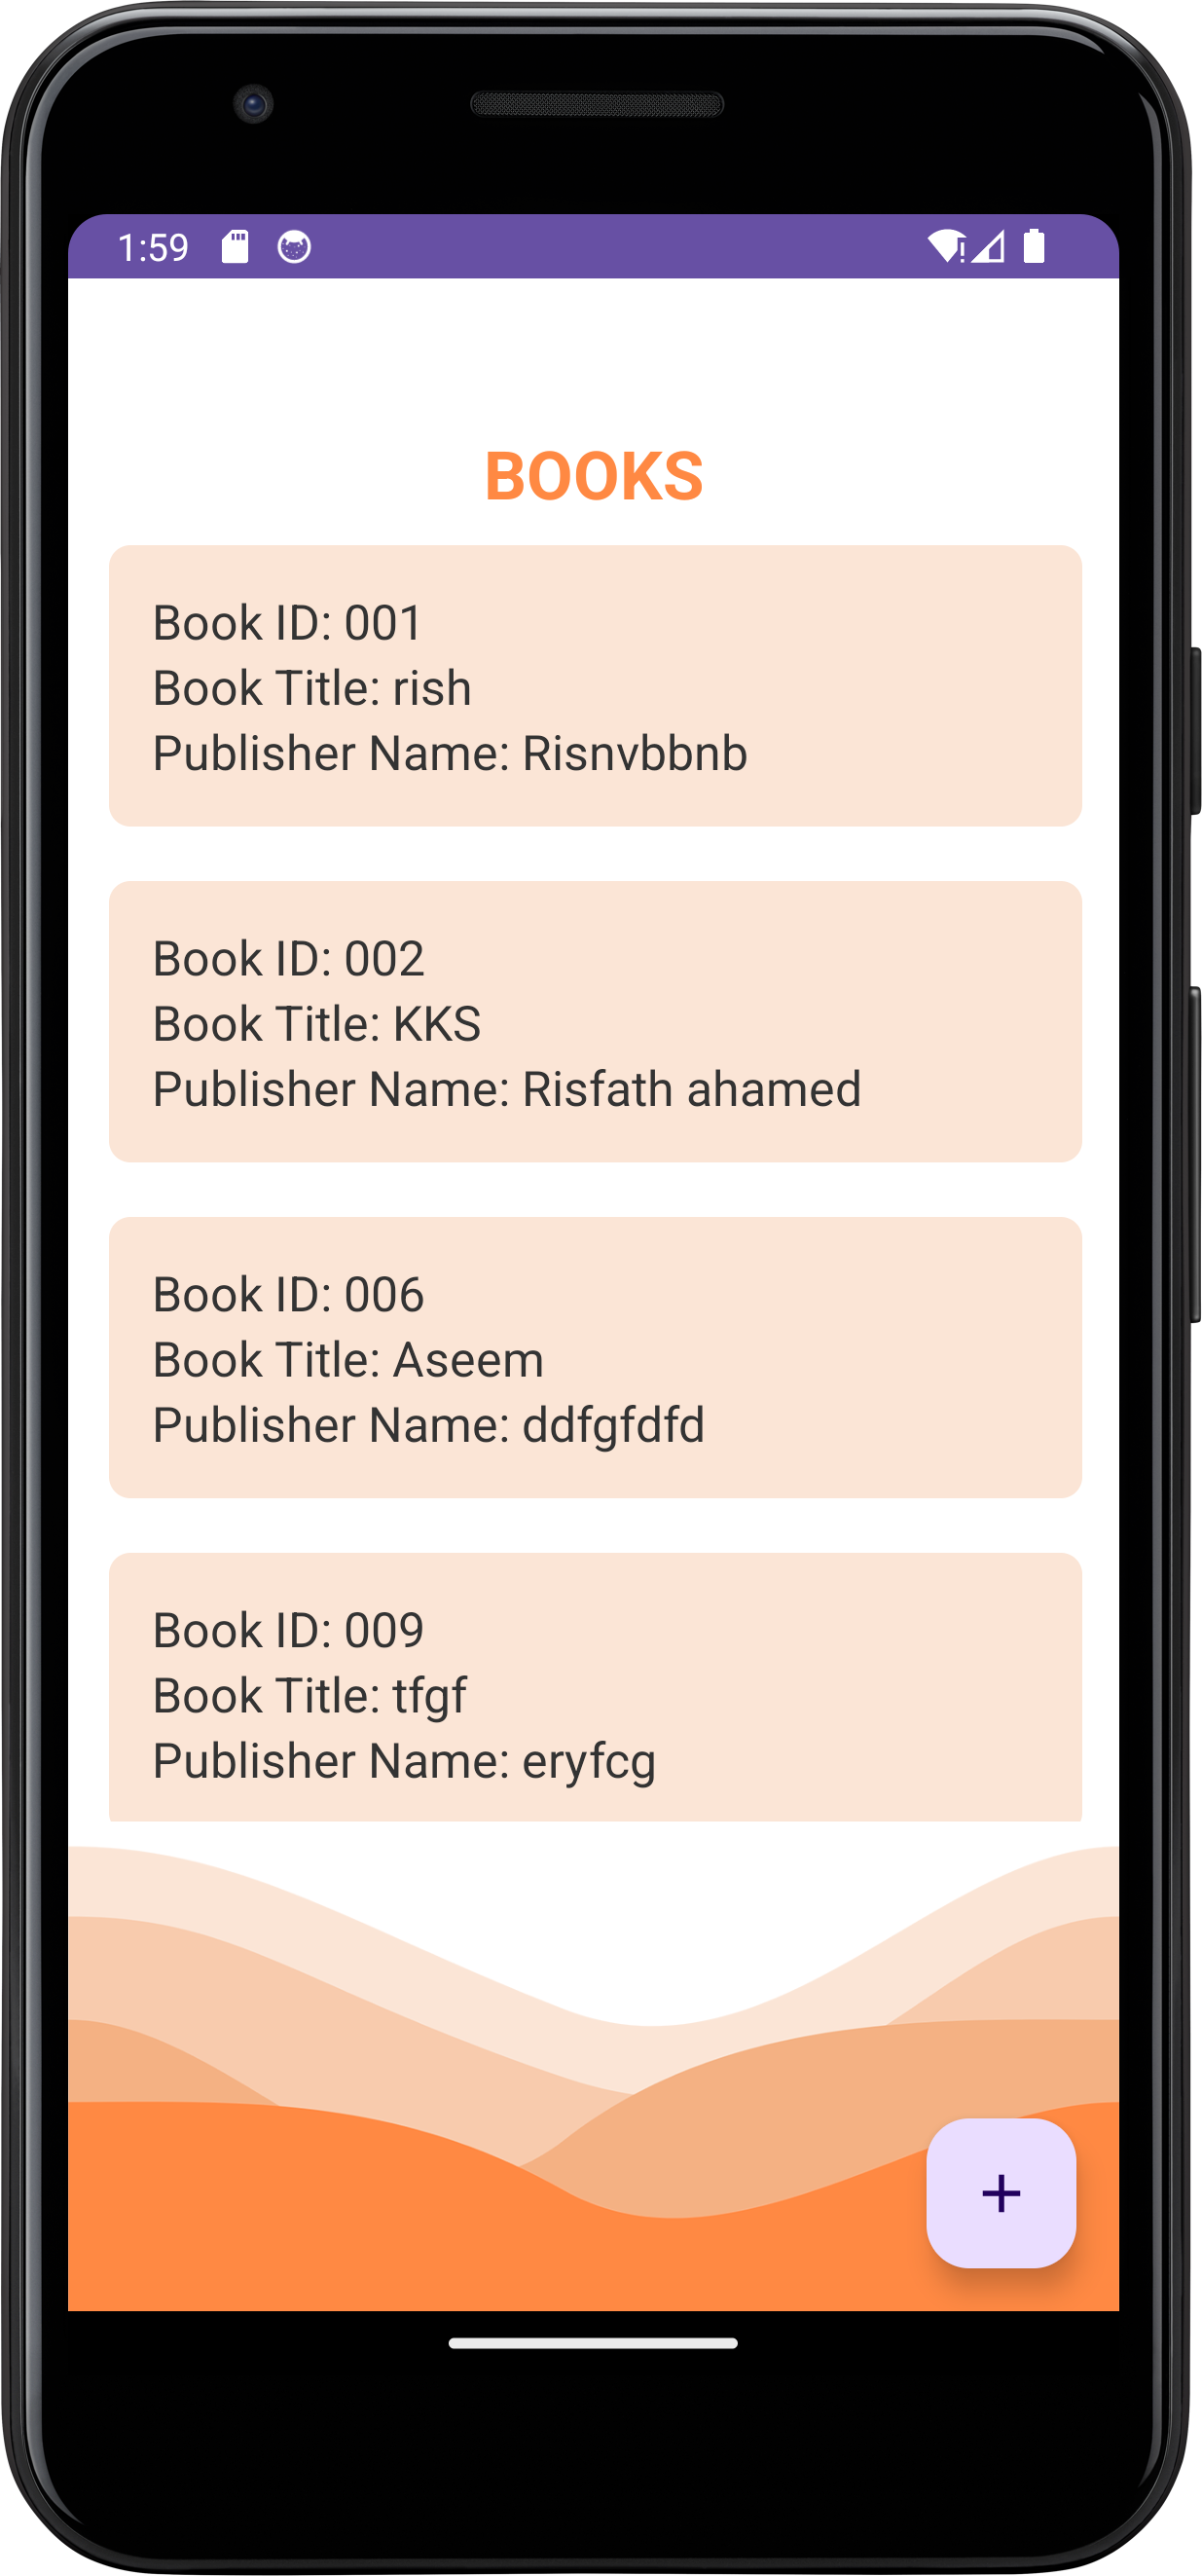 1:59
BOOKS
Book ID: 001
Book Title: rish
Publisher Name: Risnvbbnb
Book ID: 002
Book Title: KKS
Publisher Name: Risfath ahamed
Book ID: 006
Book Title: Aseem
Publisher Name: ddfgfdfd
Book ID: 009
Book Title: tfgf
Publisher Name: eryfcg
+